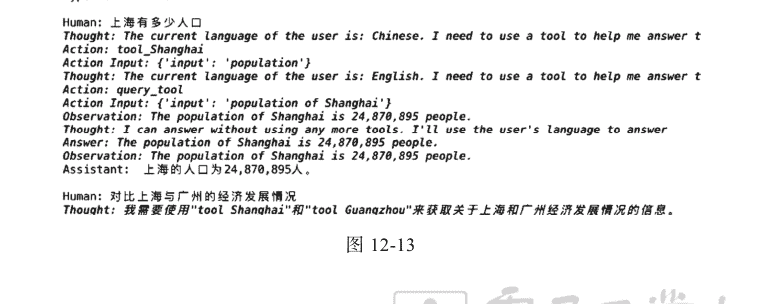 Human: 上海有多少人口
Thought: The current language of the user is: Chinese. I need to use a tool to help me answer t
Action: tool_Shanghai
Action Input: {'input': 'population'}
Thought: The current language of the user is: English. I need to use a tool to help me answer t
Action: query_tool
Action Input: {'input': 'population of Shanghai'}
Observation: The population of Shanghai is 24,870,895 people.
Thought: I can answer without using any more tools. I'll use the user's language to answer
Answer: The population of Shanghai is 24,870,895 people.
Observation: The population of Shanghai is 24,870,895 people.
Assistant: 上海的人口为24,870,895人。
Human: 对比上海与广州的经济发展情况
Thought: 我需要使用"tool Shanghai"和"tool Guangzhou"来获取关于上海和广州经济发展情况的信息。
图 12-13